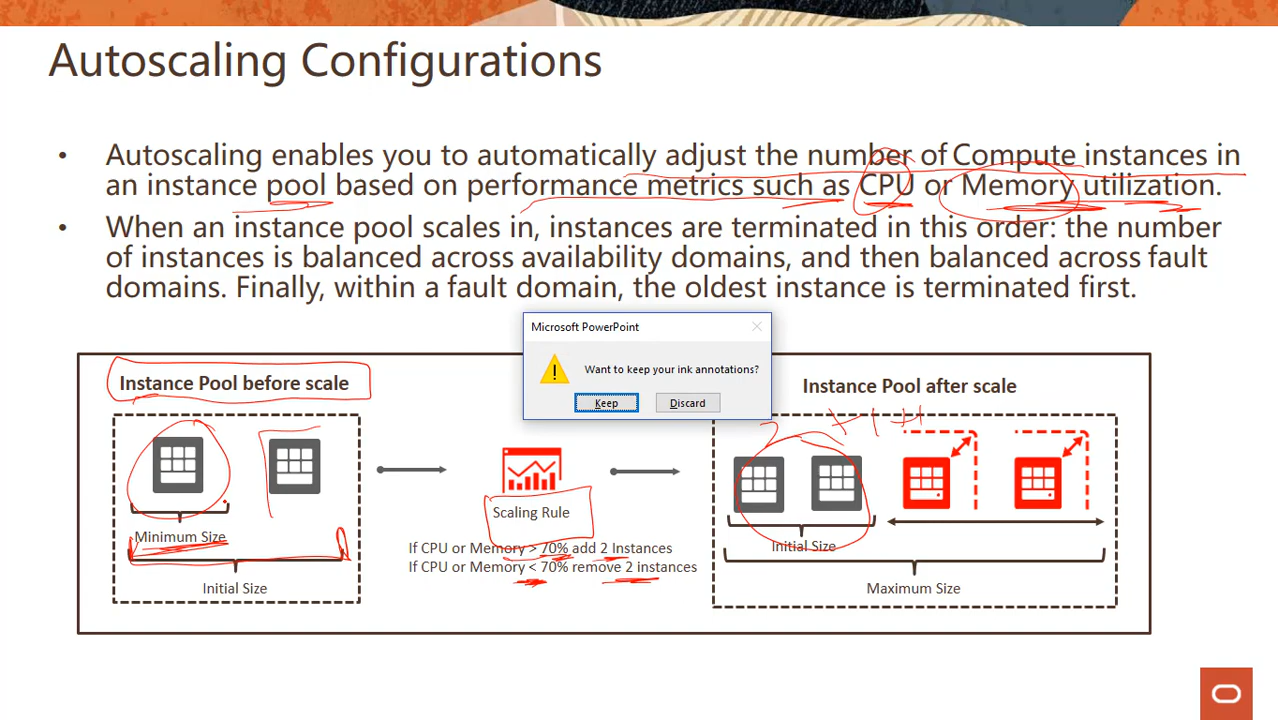 Autoscaling Configurations
• Autoscaling enables you to automatically adjust the number of Compute instances in
an instance pool based on performance metrics such as CPU or Memory utilization.
• When an instance pool scales in, instances are terminated in this order: the number
of instances is balanced across availability domains, and then balanced across fault
domains. Finally, within a fault domain, the oldest instance is terminated first.
Microsoft PowerPoint
Want to keep your ink annotations?
Keep Discard
Instance Pool before scale
Minimum Size
Initial Size
Scaling Rule
If CPU or Memory > 70% add 2 Instances
If CPU or Memory < 70% remove 2 instances
Instance Pool after scale
2 +1 +1
Initial Size
Maximum Size